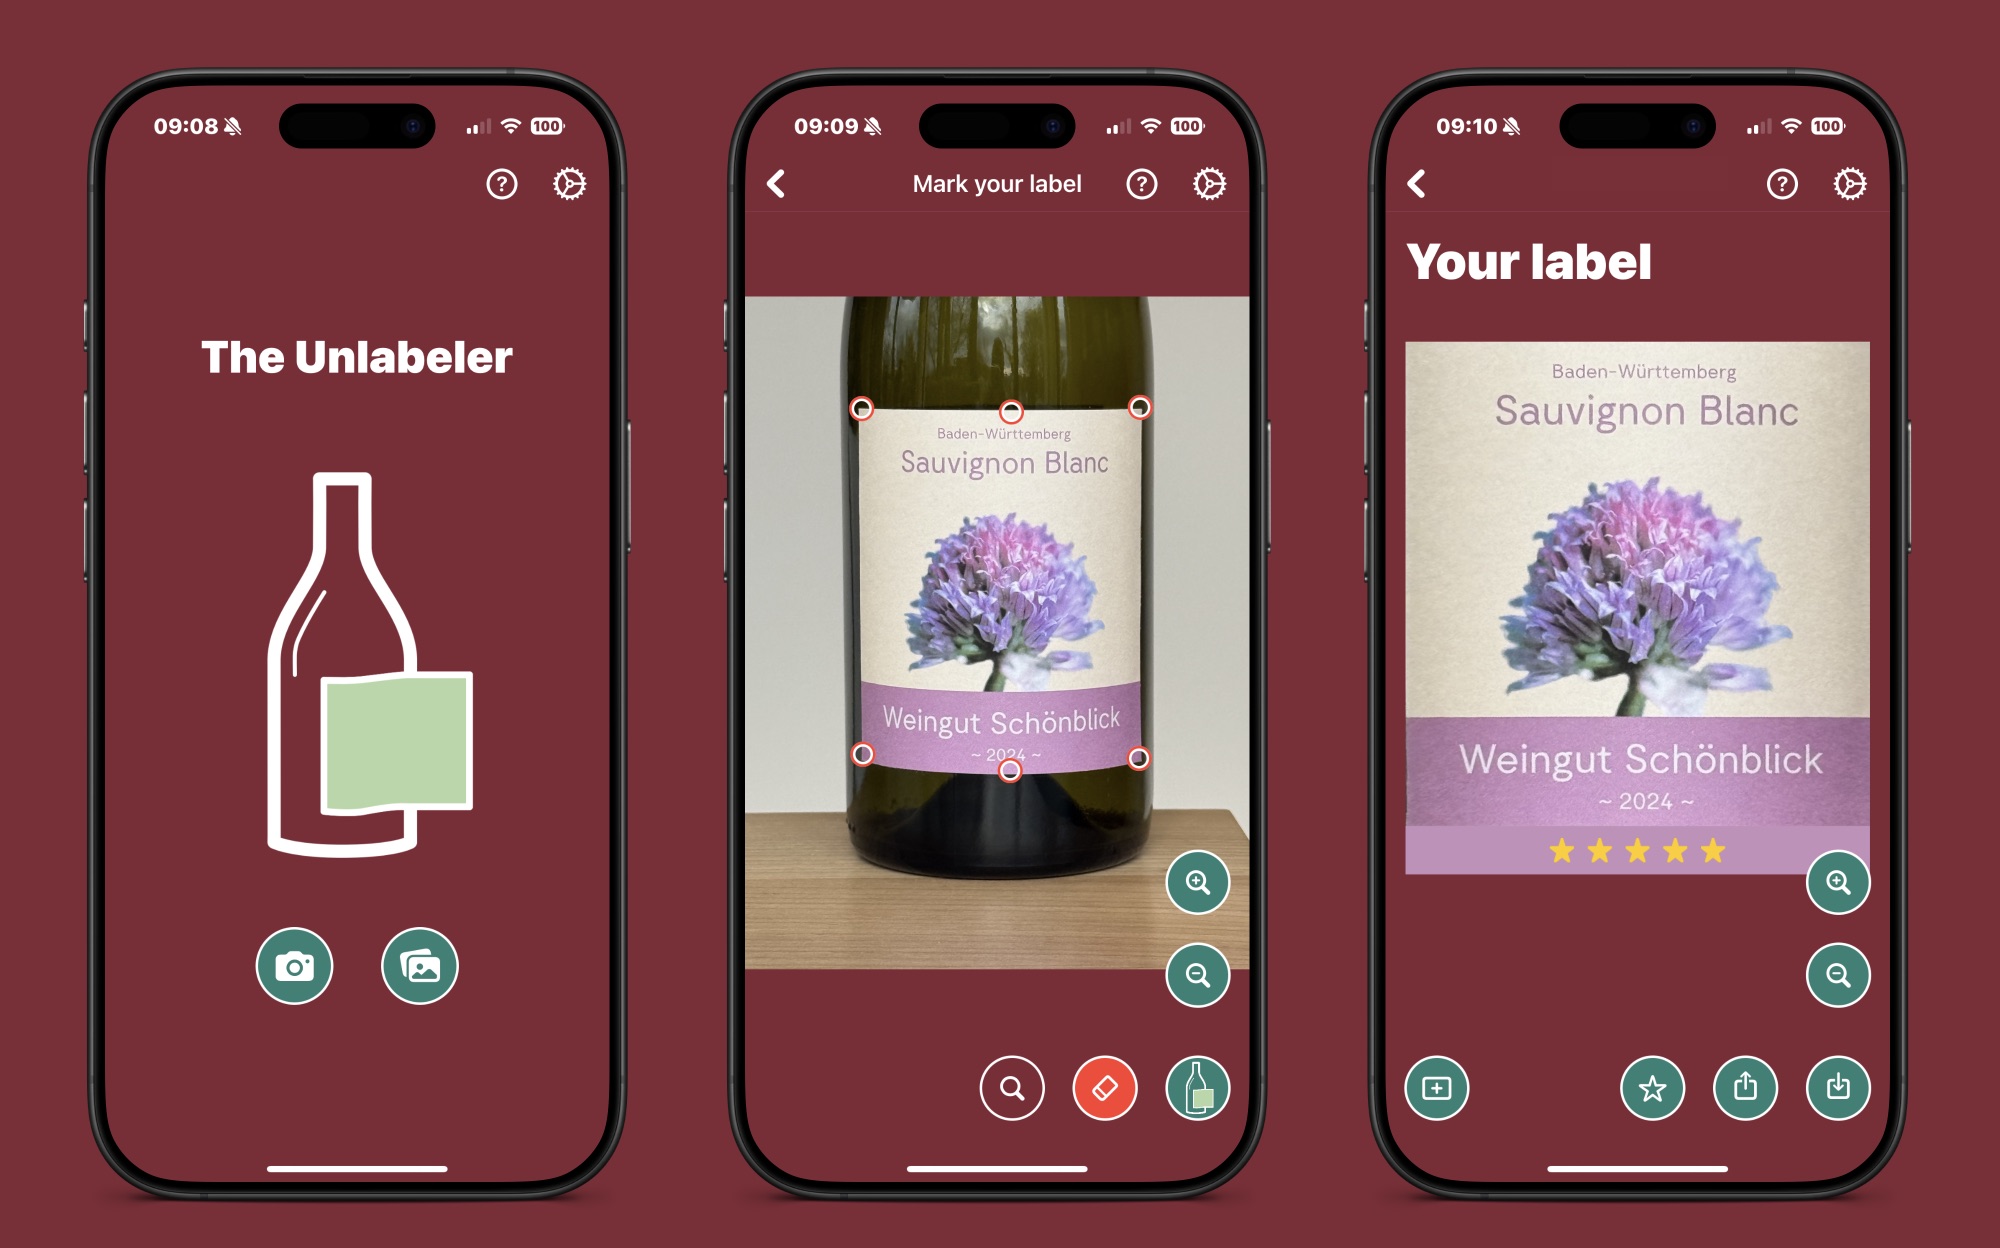 09:08
100
The Unlabeler
09:09
100
Mark your label
Baden-Württemberg
Sauvignon Blanc
Weingut Schönblick
~ 2024 ~
09:10
100
Your label
Baden-Württemberg
Sauvignon Blanc
Weingut Schönblick
~ 2024 ~